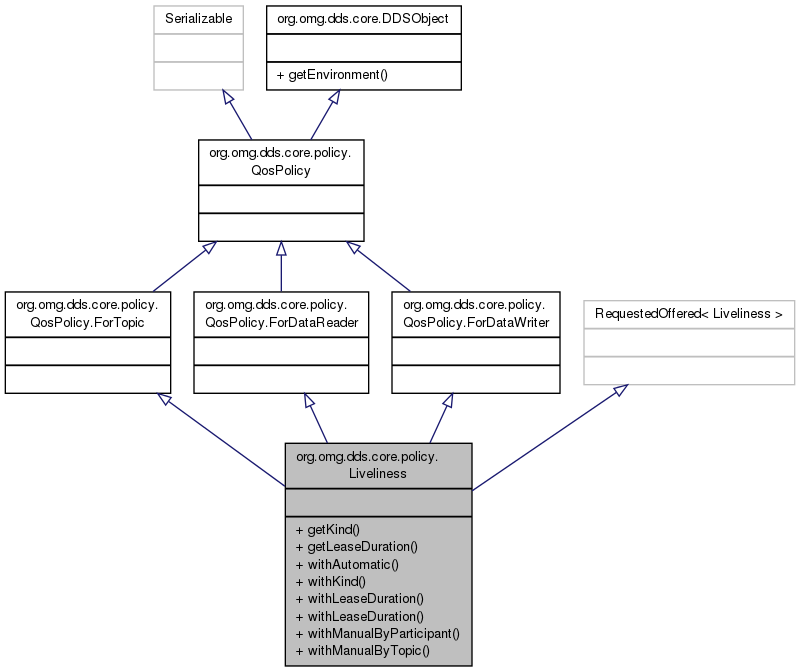 Serializable
org.omg.dds.core.DDSObject
+ getEnvironment()
org.omg.dds.core.policy.
QosPolicy
org.omg.dds.core.policy.
QosPolicy.ForTopic
org.omg.dds.core.policy.
QosPolicy.ForDataReader
org.omg.dds.core.policy.
QosPolicy.ForDataWriter
RequestedOffered< Liveliness >
org.omg.dds.core.policy.
Liveliness
+ getKind()
+ getLeaseDuration()
+ withAutomatic()
+ withKind()
+ withLeaseDuration()
+ withLeaseDuration()
+ withManualByParticipant()
+ withManualByTopic()